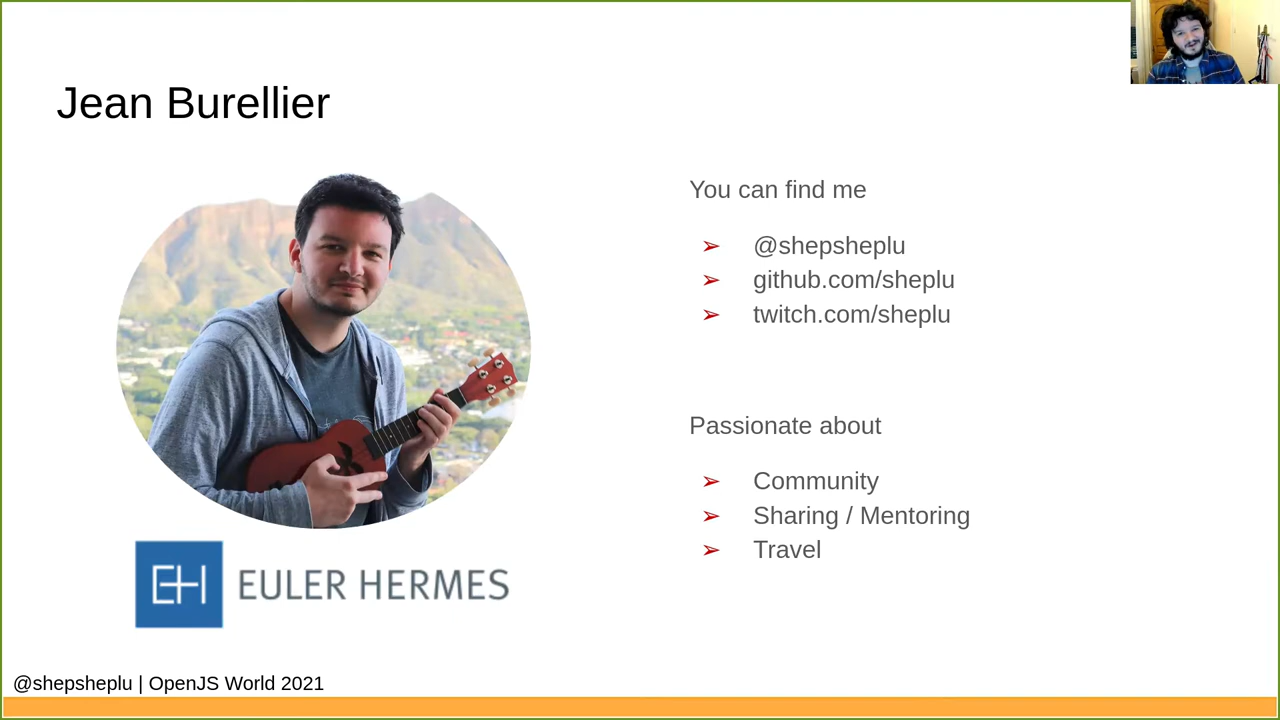 Jean Burellier
You can find me
➢ @shepsheplu
➢ github.com/sheplu
➢ twitch.com/sheplu
Passionate about
➢ Community
➢ Sharing / Mentoring
➢ Travel
EH EULER HERMES
@shepsheplu | OpenJS World 2021